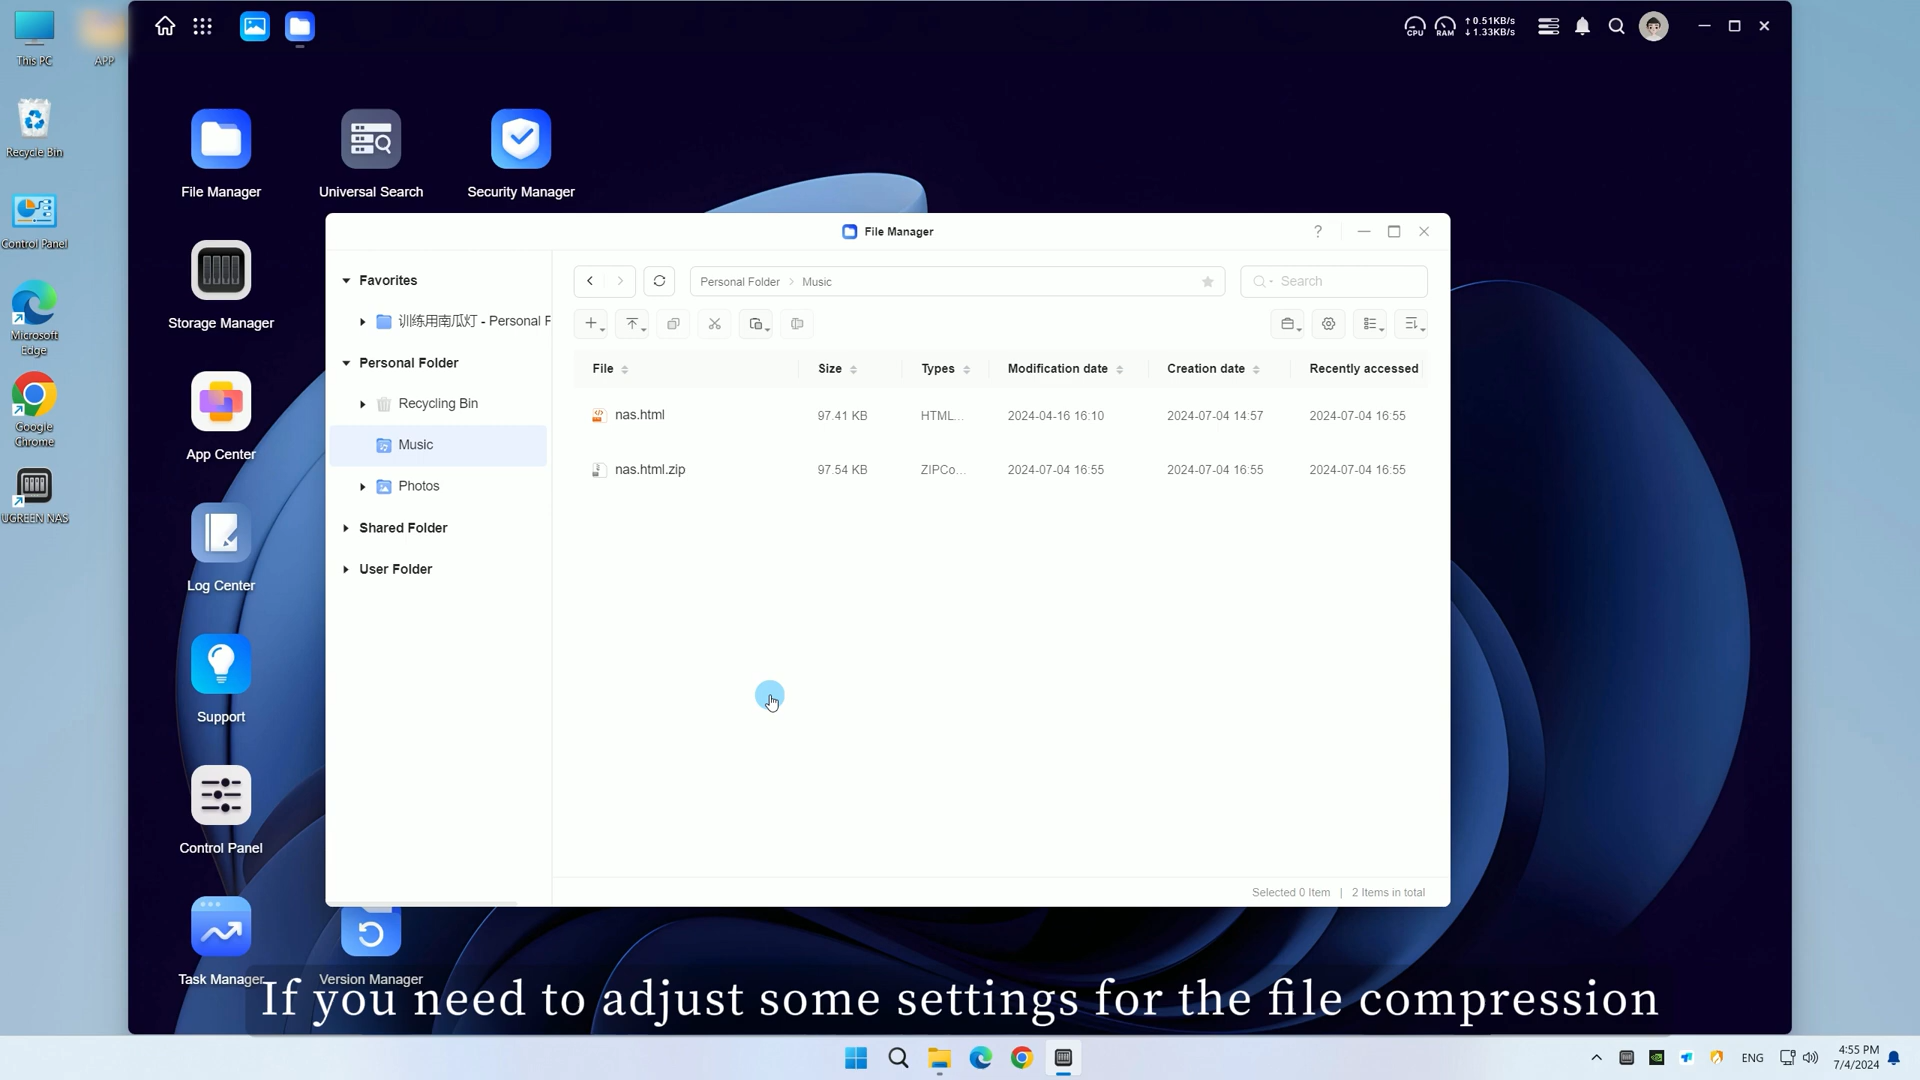 This PC
APP
Recycle Bin
Control Panel
Microsoft
Edge
Google
Chrome
UGREEN NAS
CPU
RAM
↑0.51KB/s
↓1.33KB/s
File Manager
Universal Search
Security Manager
Storage Manager
App Center
Log Center
Support
Control Panel
Task Manager
Version Manager
File Manager
?
Favorites
训练用南瓜灯 - Personal F
Personal Folder
Recycling Bin
Music
Photos
Shared Folder
User Folder
Personal Folder > Music
Search
File Size Types Modification date Creation date Recently accessed
nas.html 97.41 KB HTML... 2024-04-16 16:10 2024-07-04 14:57 2024-07-04 16:55
nas.html.zip 97.54 KB ZIPCo... 2024-07-04 16:55 2024-07-04 16:55 2024-07-04 16:55
Selected 0 Item | 2 Items in total
If you need to adjust some settings for the file compression
ENG
4:55 PM
7/4/2024